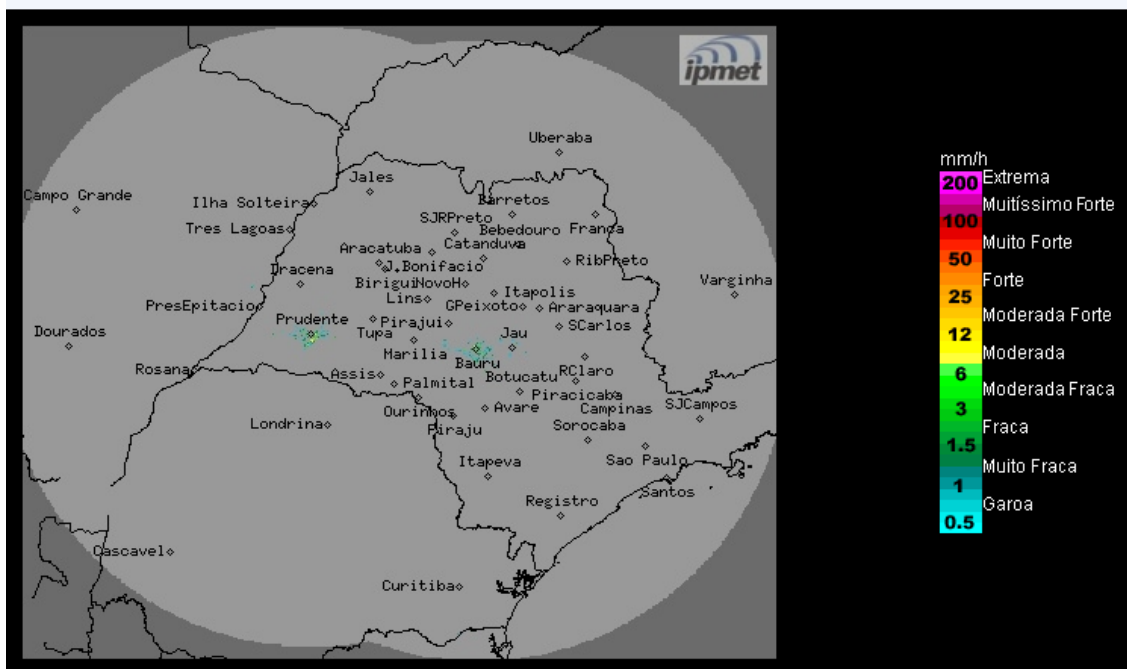 ipmet
Uberaba
Campo Grande
Jales
Ilha Solteira
Barretos
SJRPreto
Bebedouro
Franca
Tres Lagoas
Aracatuba
Catanduva
J.Bonifacio
RibPreto
Dracena
Birigui
NovoH
Varginha
PresEpitacio
Lins
Itapolis
GPeixoto
Araraquara
Prudente
Pirajui
SCarlos
Dourados
Tupa
Jau
Marilia
Bauru
Rosana
Assis
Botucatu
RClaro
Palmital
Piracicaba
Ourinhos
Avare
Campinas
SJCampos
Londrina
Piraju
Sorocaba
Itapeva
Sao Paulo
Santos
Registro
Cascavel
Curitiba
mm/h
200 Extrema
Muitíssimo Forte
100
Muito Forte
50
Forte
25
Moderada Forte
12
Moderada
6
Moderada Fraca
3
Fraca
1.5
Muito Fraca
1
Garoa
0.5